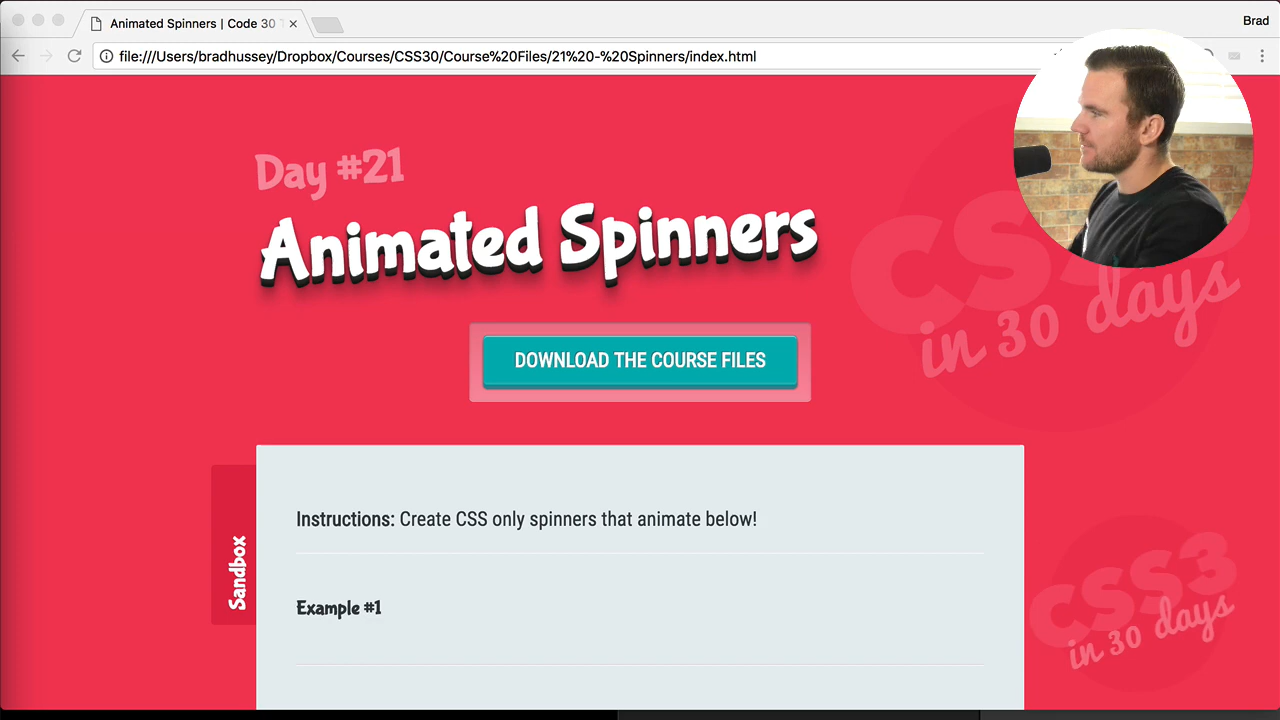 Animated Spinners | Code 30 T
Brad
file:///Users/bradhussey/Dropbox/Courses/CSS30/Course%20Files/21%20-%20Spinners/index.html
Day #21
Animated Spinners
CSS3
in 30 days
DOWNLOAD THE COURSE FILES
Sandbox
Instructions: Create CSS only spinners that animate below!
Example #1
CSS3
in 30 days